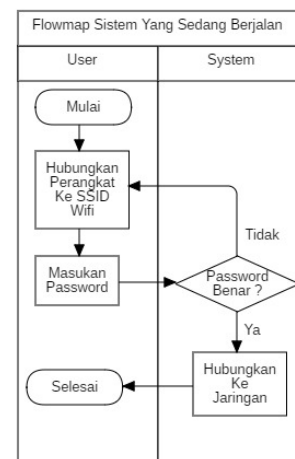 Flowmap Sistem Yang Sedang Berjalan
User
System
Mulai
Hubungkan
Perangkat
Ke SSID
Wifi
Tidak
Masukan
Password
Password
Benar ?
Ya
Hubungkan
Ke
Jaringan
Selesai